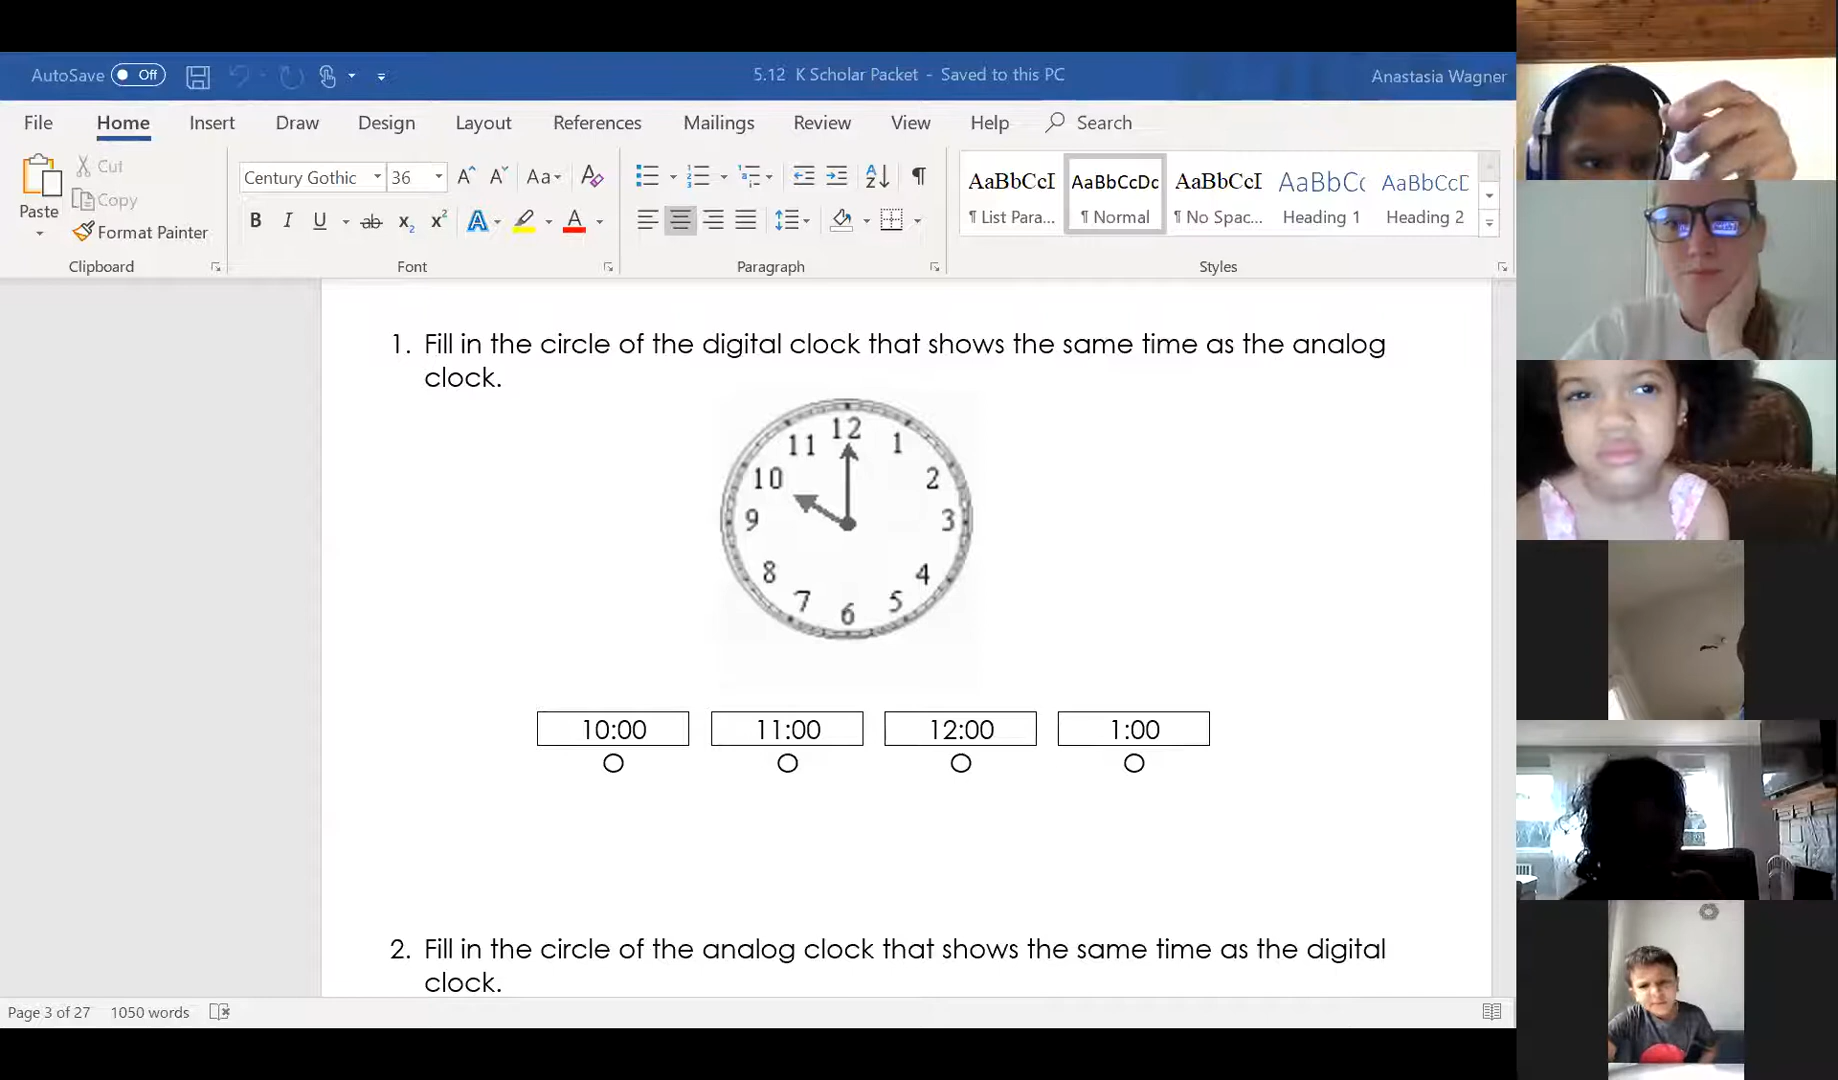 AutoSave Off 5.12 K Scholar Packet - Saved to this PC Anastasia Wagner
File Home Insert Draw Design Layout References Mailings Review View Help Search
Paste
Cut
Copy
Format Painter
Clipboard
Century Gothic 36 A A Aa A
B I U ab x2 x2 A A
Font
Paragraph
AaBbCcI AaBbCcDc AaBbCcI AaBbCc AaBbCcD
¶ List Para... ¶ Normal ¶ No Spac... Heading 1 Heading 2
Styles
1. Fill in the circle of the digital clock that shows the same time as the analog
clock.
12
11 1
10 2
9 3
8 4
7 5
6
10:00 11:00 12:00 1:00
2. Fill in the circle of the analog clock that shows the same time as the digital
clock.
Page 3 of 27 1050 words